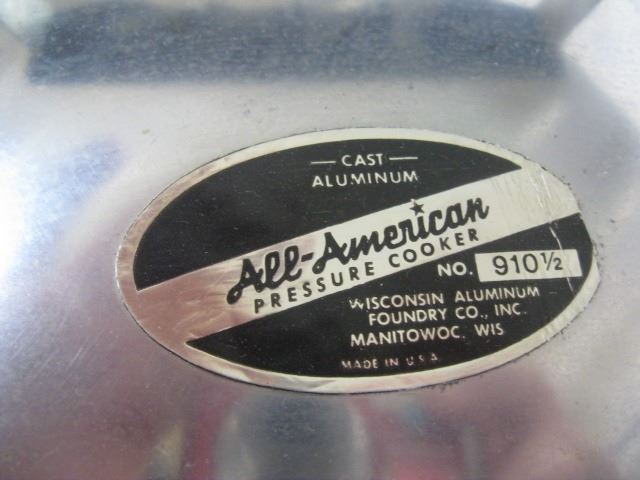 CAST
ALUMINUM
All-American
PRESSURE COOKER
NO. 910½
WISCONSIN ALUMINUM
FOUNDRY CO., INC.
MANITOWOC, WIS
MADE IN U.S.A.